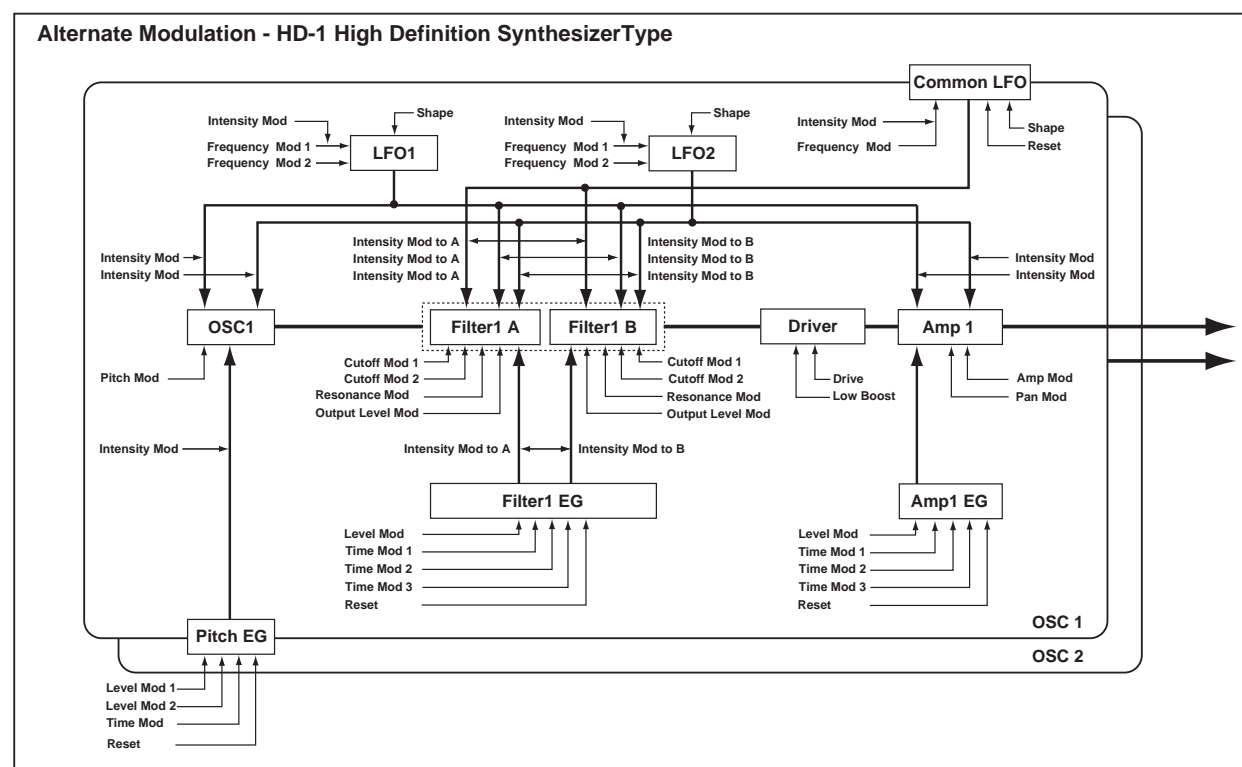 Alternate Modulation - HD-1 High Definition SynthesizerType
Common LFO
Intensity Mod
Frequency Mod
Shape
Reset
Shape
Intensity Mod
Frequency Mod 1
Frequency Mod 2
LFO1
Shape
Intensity Mod
Frequency Mod 1
Frequency Mod 2
LFO2
Intensity Mod to A
Intensity Mod to B
Intensity Mod to A
Intensity Mod to B
Intensity Mod to A
Intensity Mod to B
Intensity Mod
Intensity Mod
Intensity Mod
Intensity Mod
OSC1
Filter1 A
Filter1 B
Driver
Amp 1
Pitch Mod
Cutoff Mod 1
Cutoff Mod 2
Resonance Mod
Output Level Mod
Cutoff Mod 1
Cutoff Mod 2
Resonance Mod
Output Level Mod
Drive
Low Boost
Amp Mod
Pan Mod
Intensity Mod
Intensity Mod to A
Intensity Mod to B
Filter1 EG
Level Mod
Time Mod 1
Time Mod 2
Time Mod 3
Reset
Amp1 EG
Level Mod
Time Mod 1
Time Mod 2
Time Mod 3
Reset
OSC 1
OSC 2
Pitch EG
Level Mod 1
Level Mod 2
Time Mod
Reset